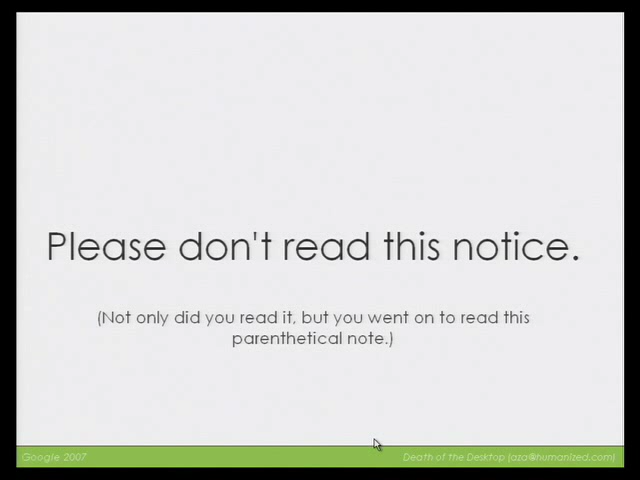 Please don't read this notice.
(Not only did you read it, but you went on to read this
parenthetical note.)
Google 2007
Death of the Desktop (aza@humanized.com)